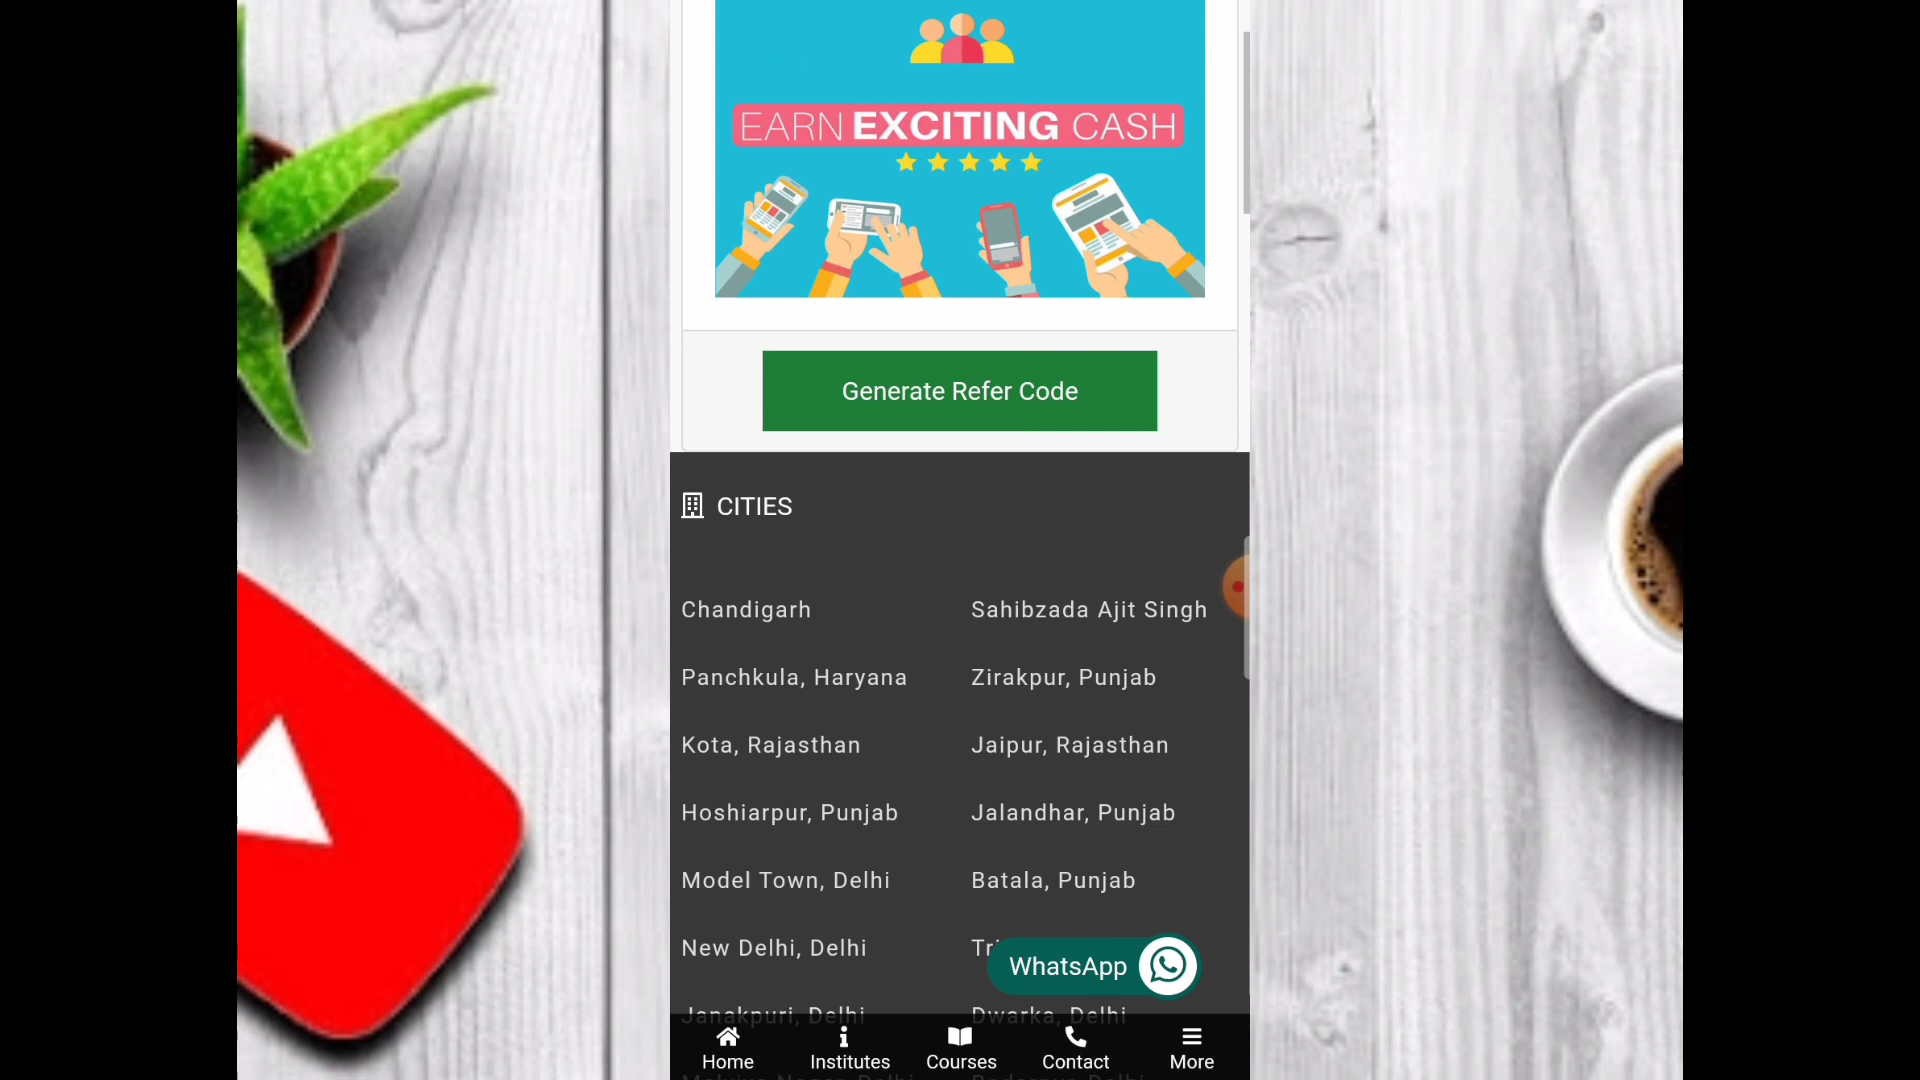 EARN EXCITING CASH
Generate Refer Code
CITIES
Chandigarh
Sahibzada Ajit Singh
Panchkula, Haryana
Zirakpur, Punjab
Kota, Rajasthan
Jaipur, Rajasthan
Hoshiarpur, Punjab
Jalandhar, Punjab
Model Town, Delhi
Batala, Punjab
New Delhi, Delhi
WhatsApp
Janakpuri, Delhi
Dwarka, Delhi
Home
Institutes
Courses
Contact
More